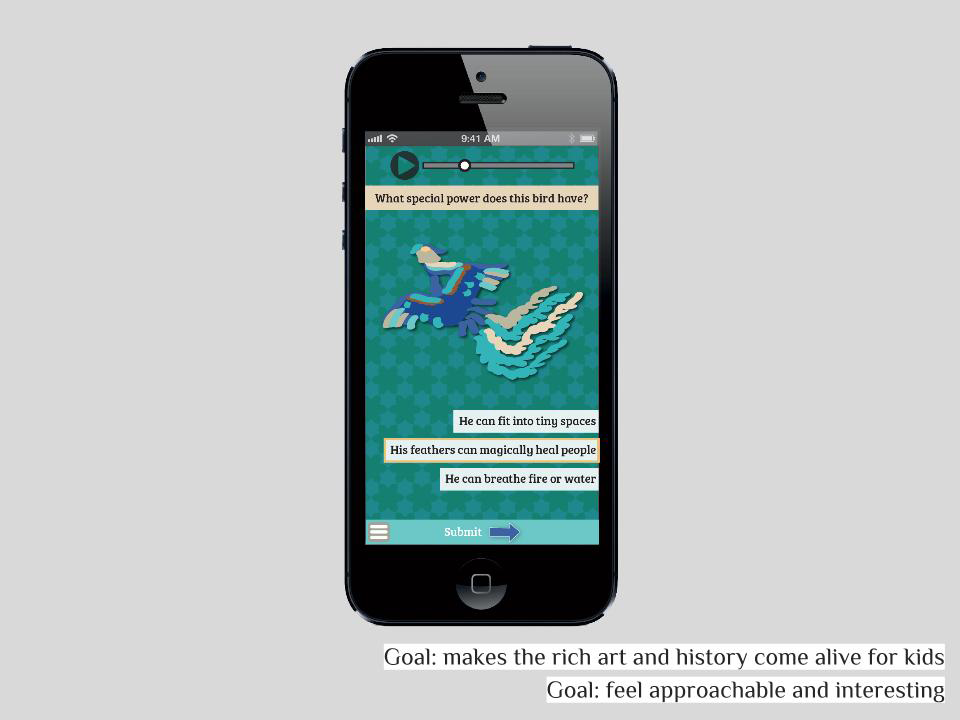 9:41 AM
What special power does this bird have?
He can fit into tiny spaces
His feathers can magically heal people
He can breathe fire or water
Submit
Goal: makes the rich art and history come alive for kids
Goal: feel approachable and interesting